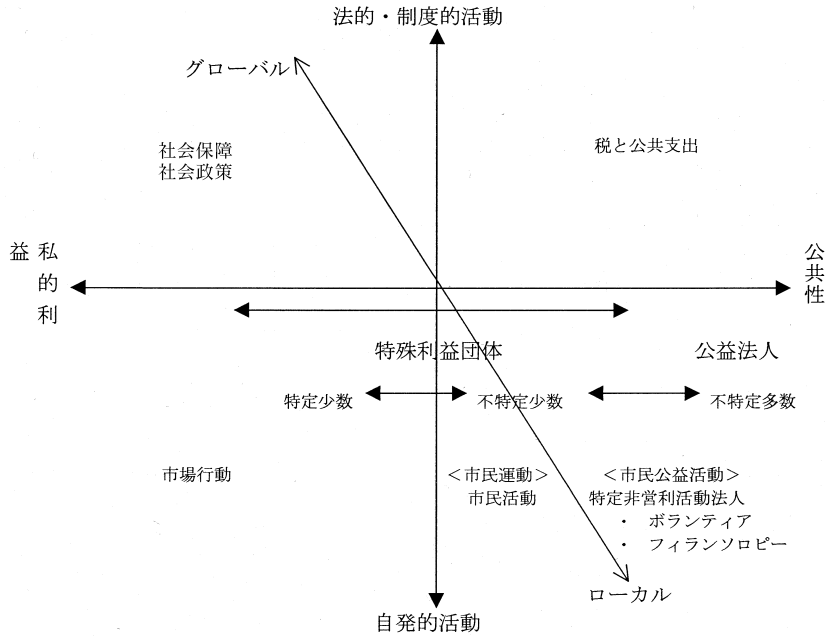 法的・制度的活動
グローバル
社会保障
社会政策
税と公共支出
私的利益
公共性
特殊利益団体
公益法人
特定少数
不特定少数
不特定多数
市場行動
＜市民運動＞
市民活動
＜市民公益活動＞
特定非営利活動法人
・ ボランティア
・ フィランソロピー
ローカル
自発的活動